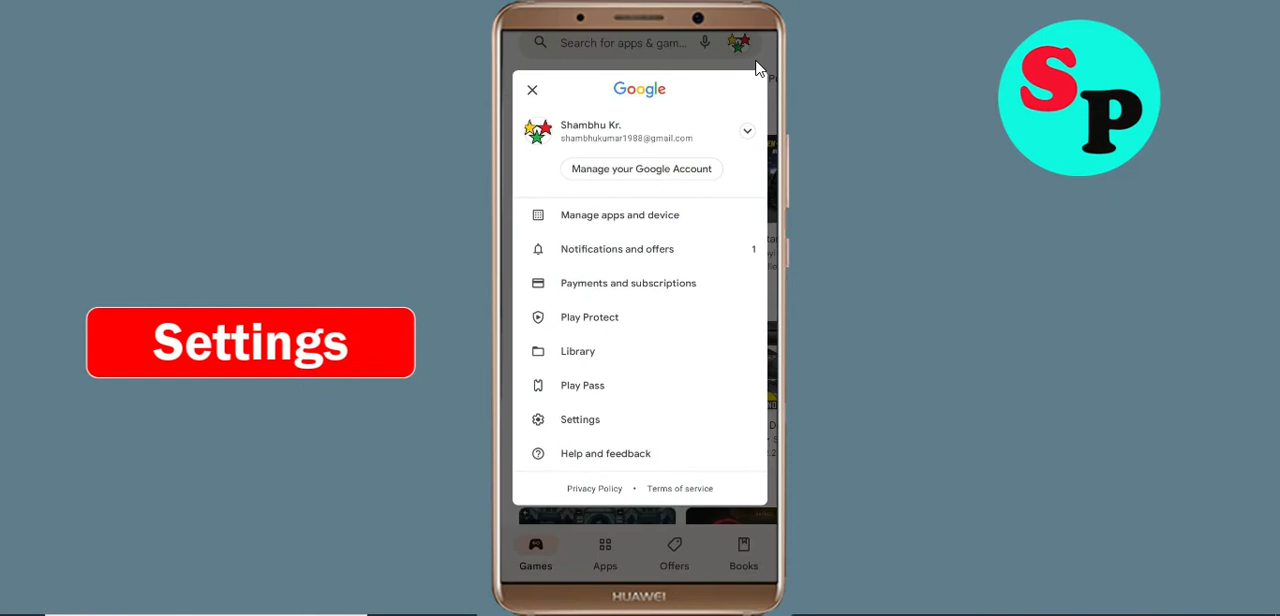 Search for apps & gam...
Google
Shambhu Kr.
shambhukumar1988@gmail.com
Manage your Google Account
Manage apps and device
Notifications and offers 1
Payments and subscriptions
Play Protect
Library
Play Pass
Settings
Help and feedback
Privacy Policy • Terms of service
Games Apps Offers Books
HUAWEI
Settings
SP